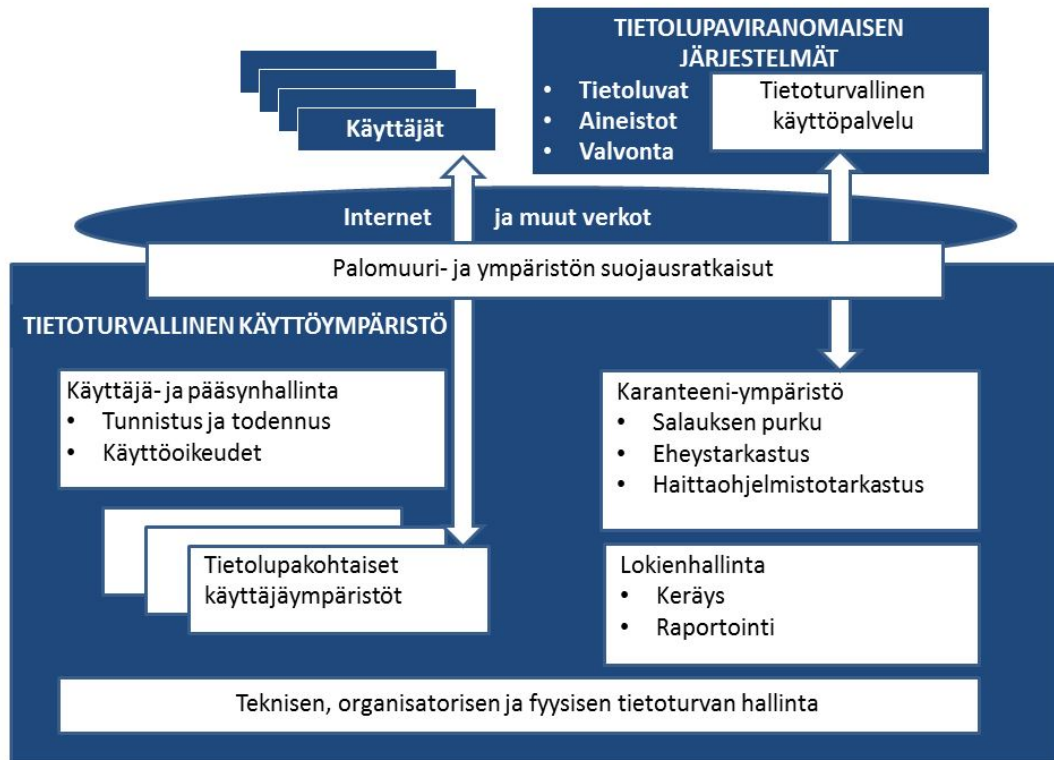 TIETOLUPAVIRANOMAISEN
JÄRJESTELMÄT
• Tietoluvat
• Aineistot
• Valvonta
Tietoturvallinen
käyttöpalvelu
Käyttäjät
Internet ja muut verkot
Palomuuri- ja ympäristön suojausratkaisut
TIETOTURVALLINEN KÄYTTÖYMPÄRISTÖ
Käyttäjä- ja pääsynhallinta
• Tunnistus ja todennus
• Käyttöoikeudet
Karanteeni-ympäristö
• Salauksen purku
• Eheystarkastus
• Haittaohjelmistotarkastus
Tietolupakohtaiset
käyttäjäympäristöt
Lokienhallinta
• Keräys
• Raportointi
Teknisen, organisatorisen ja fyysisen tietoturvan hallinta